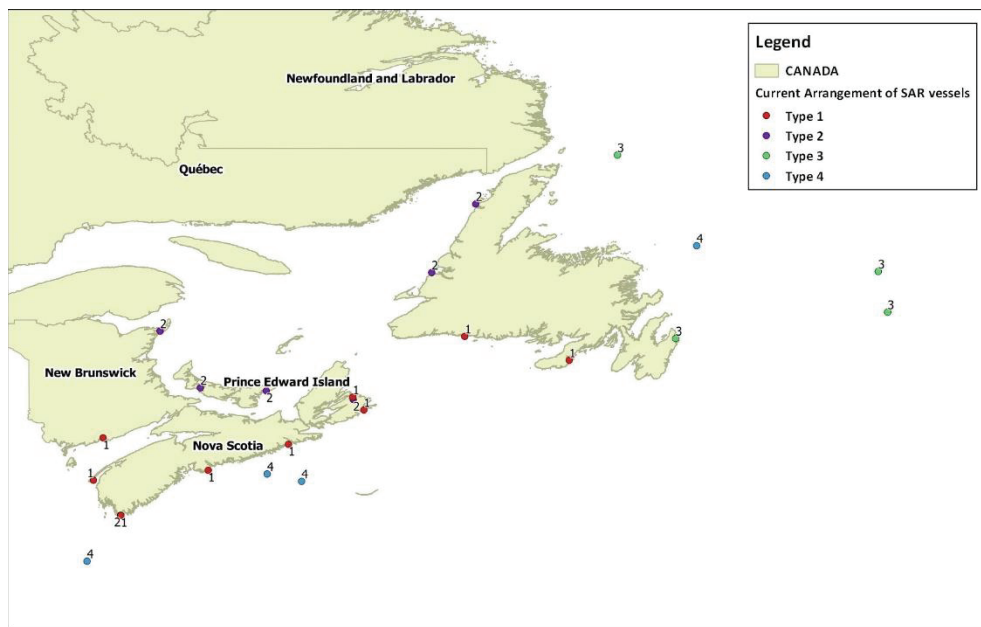 Legend
CANADA
Current Arrangement of SAR vessels
Type 1
Type 2
Type 3
Type 4
Newfoundland and Labrador
3
Québec
2
4
2
3
3
2
1
3
1
New Brunswick
2
Prince Edward Island
2
1
2
1
1
Nova Scotia
1
1
1
4
4
21
4